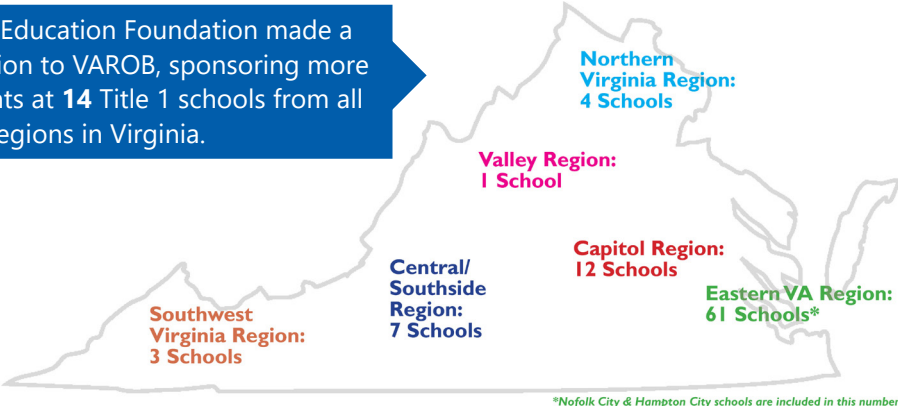 Education Foundation made a
ion to VAROB, sponsoring more
nts at 14 Title 1 schools from all
egions in Virginia.
Northern
Virginia Region:
4 Schools
Valley Region:
1 School
Central/
Southside
Region:
7 Schools
Capitol Region:
12 Schools
Eastern VA Region:
61 Schools*
Southwest
Virginia Region:
3 Schools
*Nofolk City & Hampton City schools are included in this number